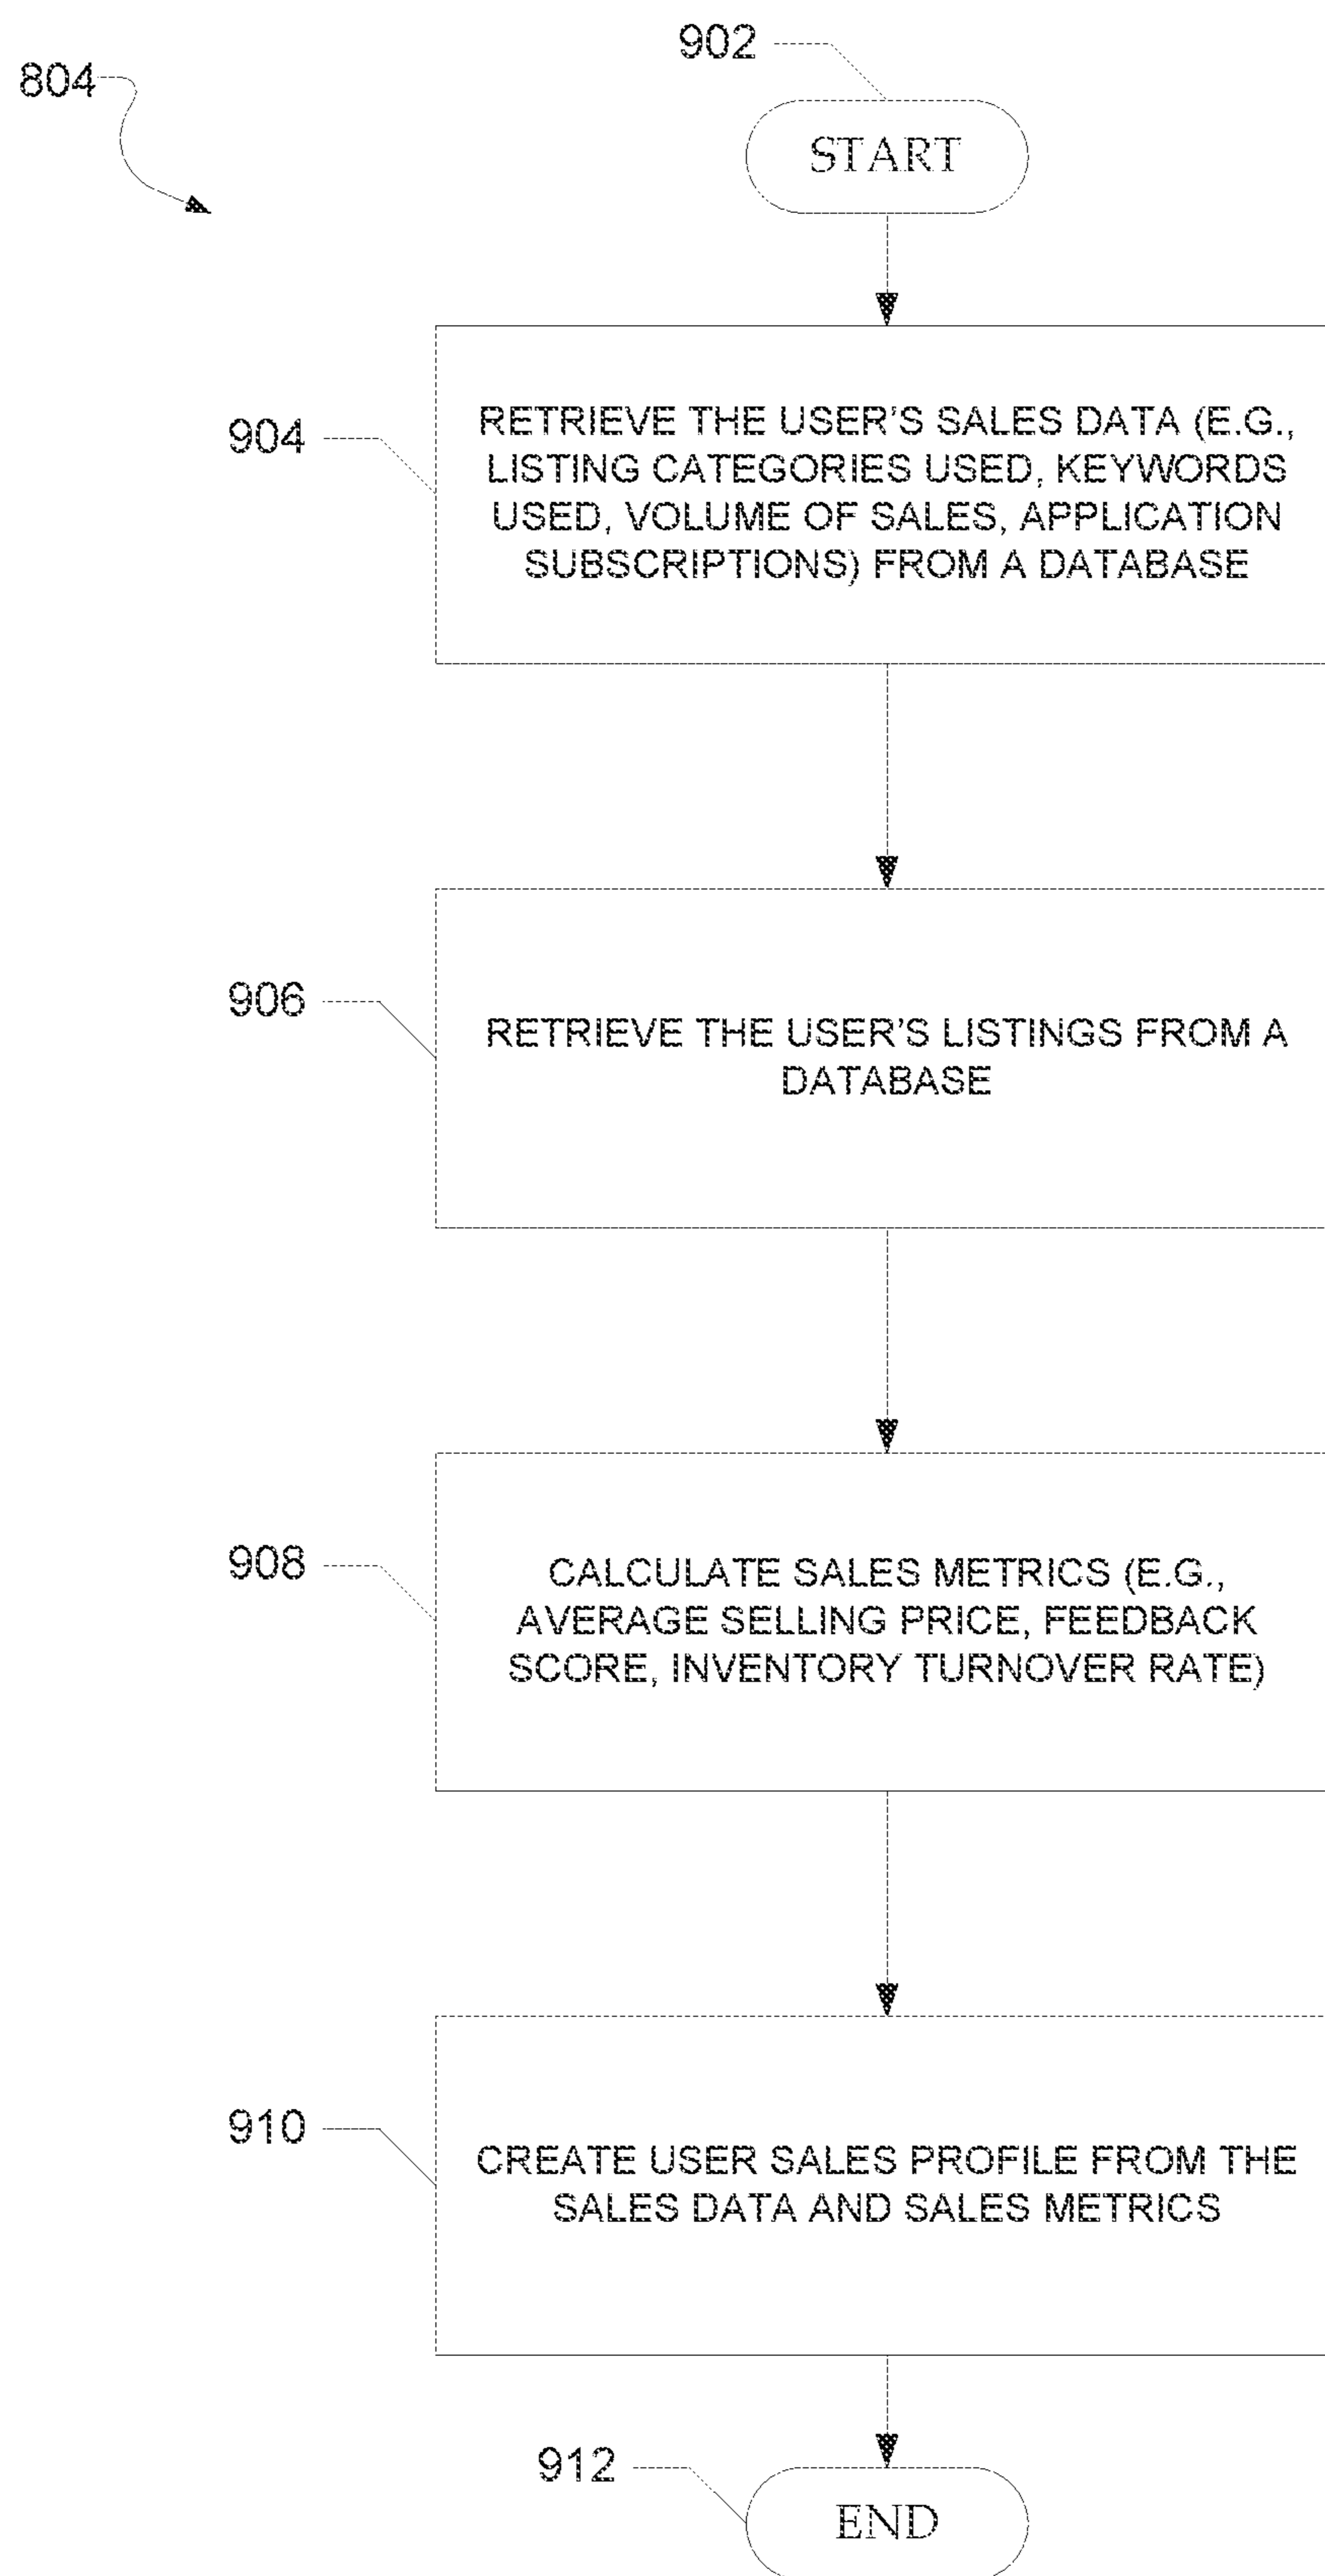 902
804
START
904
RETRIEVE THE USER'S SALES DATA (E.G.,
LISTING CATEGORIES USED, KEYWORDS
USED, VOLUME OF SALES, APPLICATION
SUBSCRIPTIONS) FROM A DATABASE
906
RETRIEVE THE USER'S LISTINGS FROM A
DATABASE
908
CALCULATE SALES METRICS (E.G.,
AVERAGE SELLING PRICE, FEEDBACK
SCORE, INVENTORY TURNOVER RATE)
910
CREATE USER SALES PROFILE FROM THE
SALES DATA AND SALES METRICS
912
END